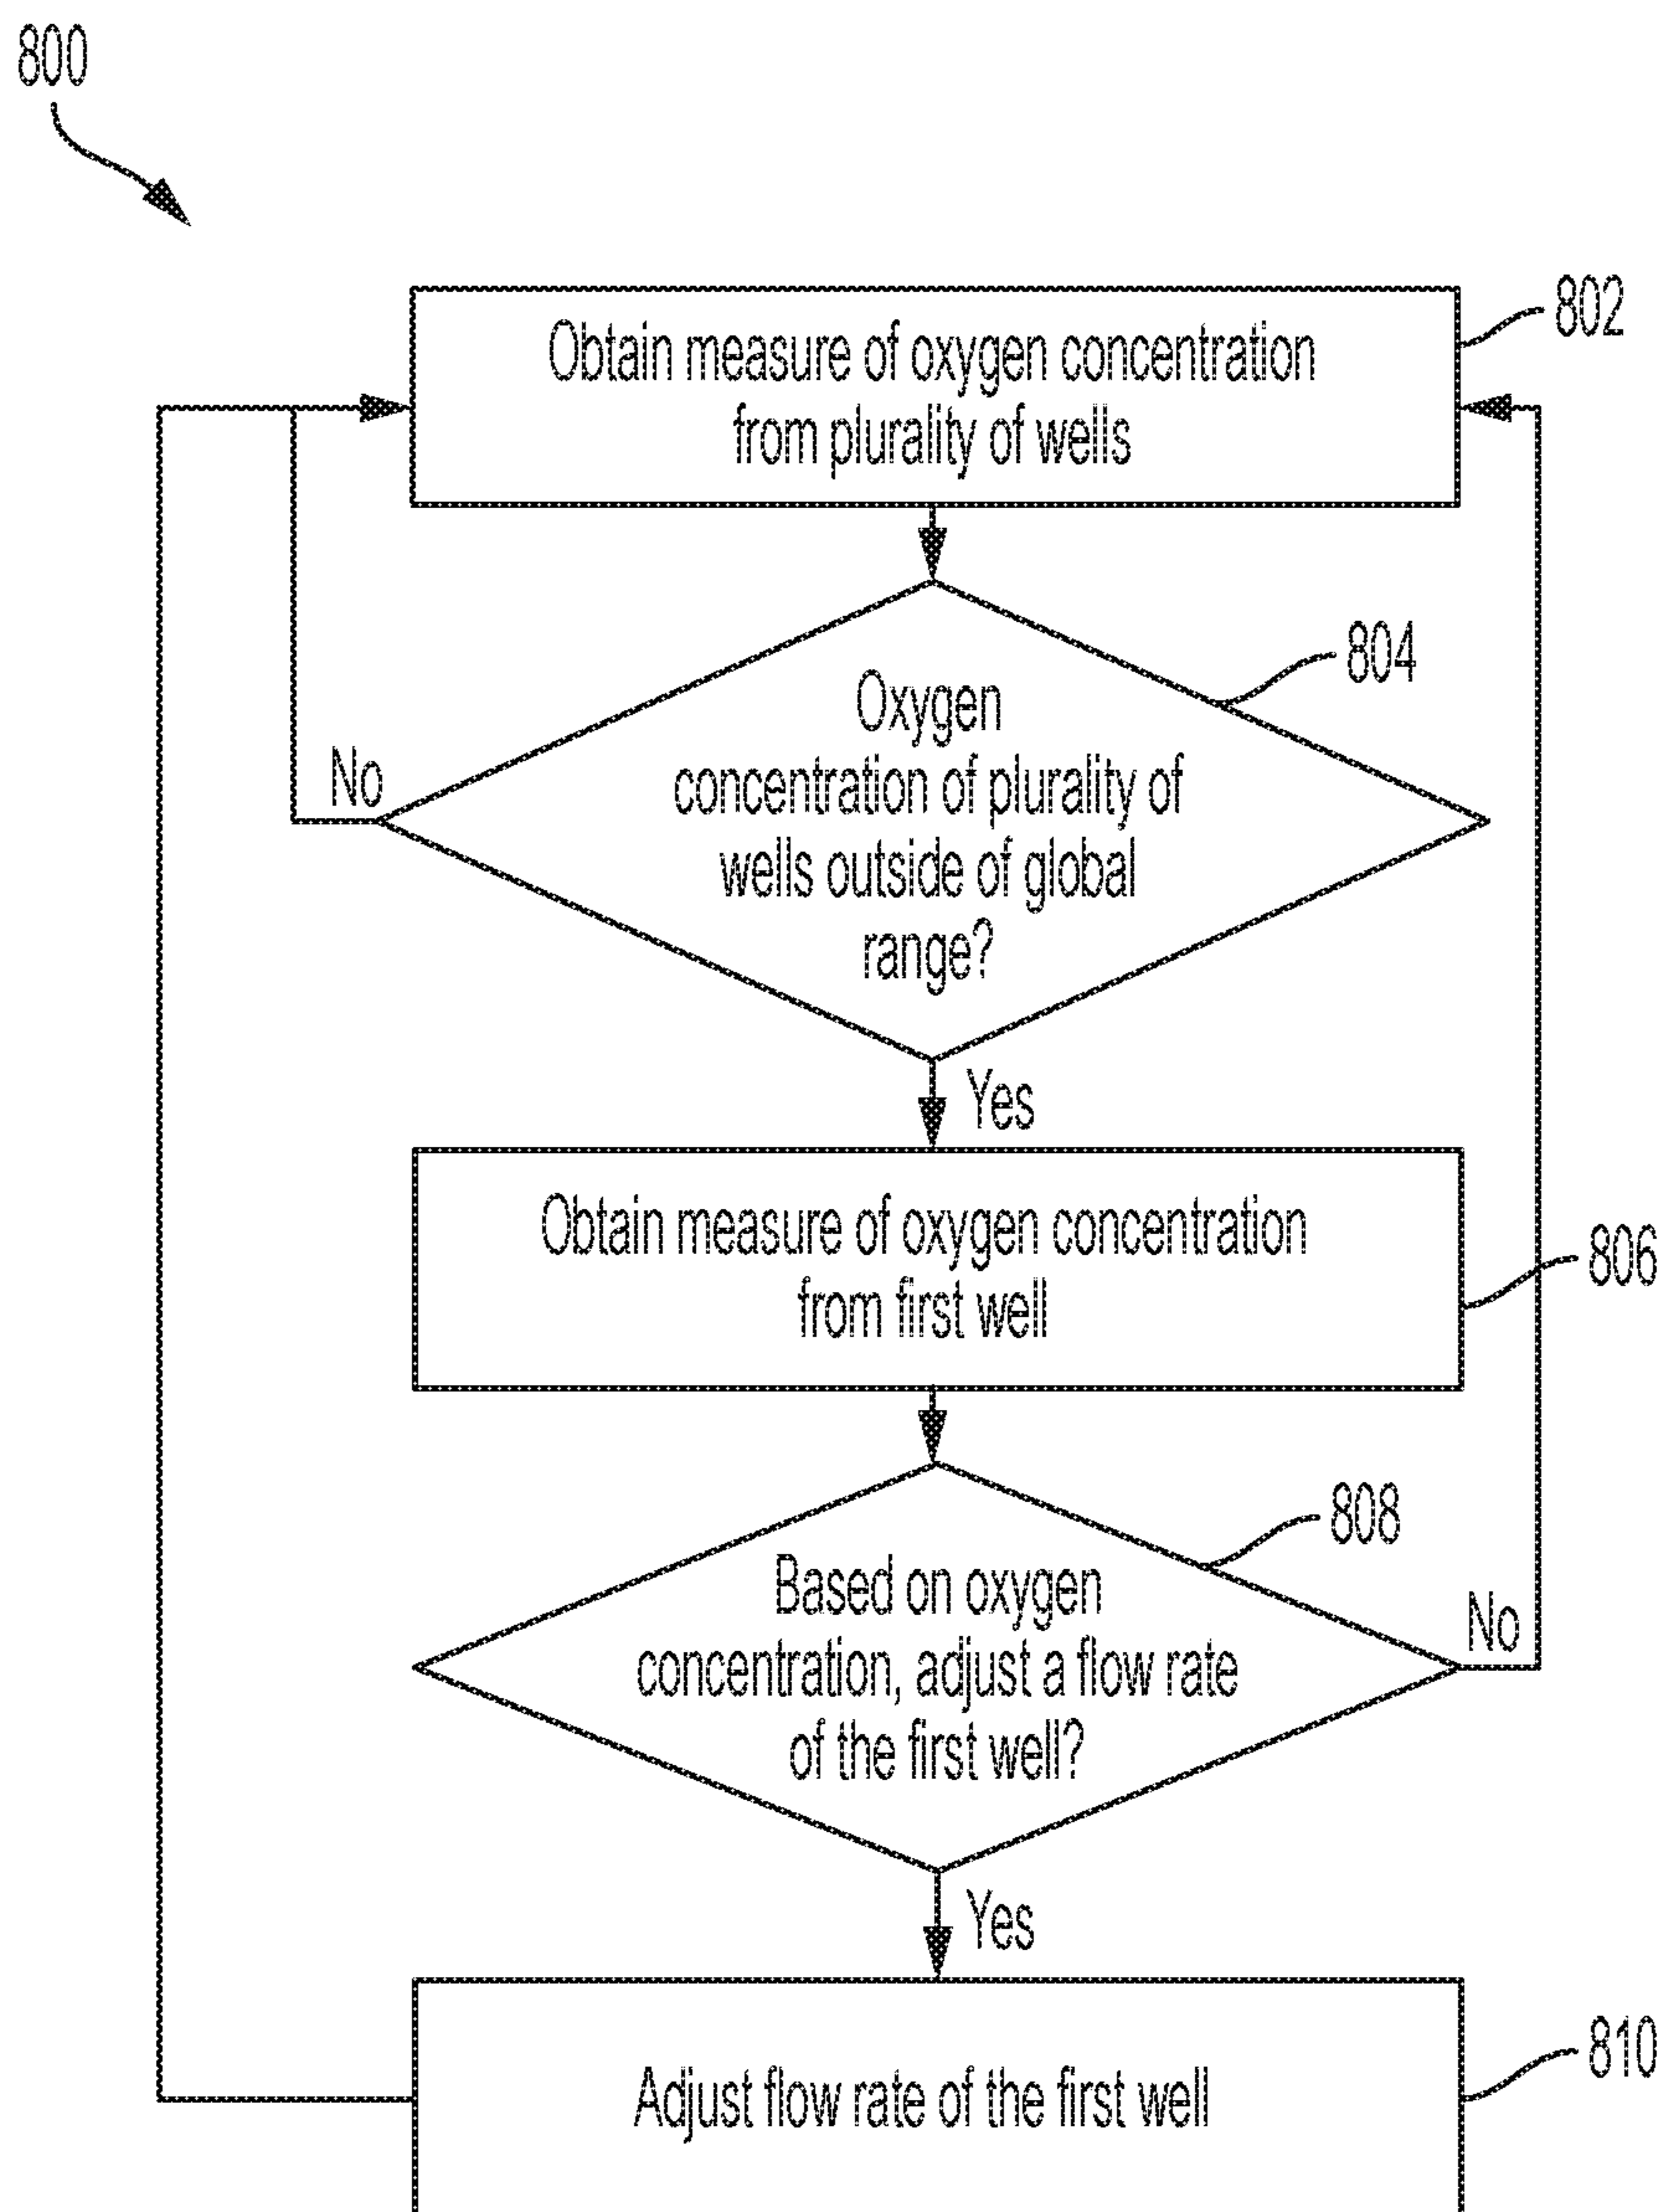 800
802
Obtain measure of oxygen concentration
from plurality of wells
804
Oxygen
concentration of plurality of
wells outside of global
range?
No
Yes
806
Obtain measure of oxygen concentration
from first well
808
Based on oxygen
concentration, adjust a flow rate
of the first well?
No
Yes
810
Adjust flow rate of the first well